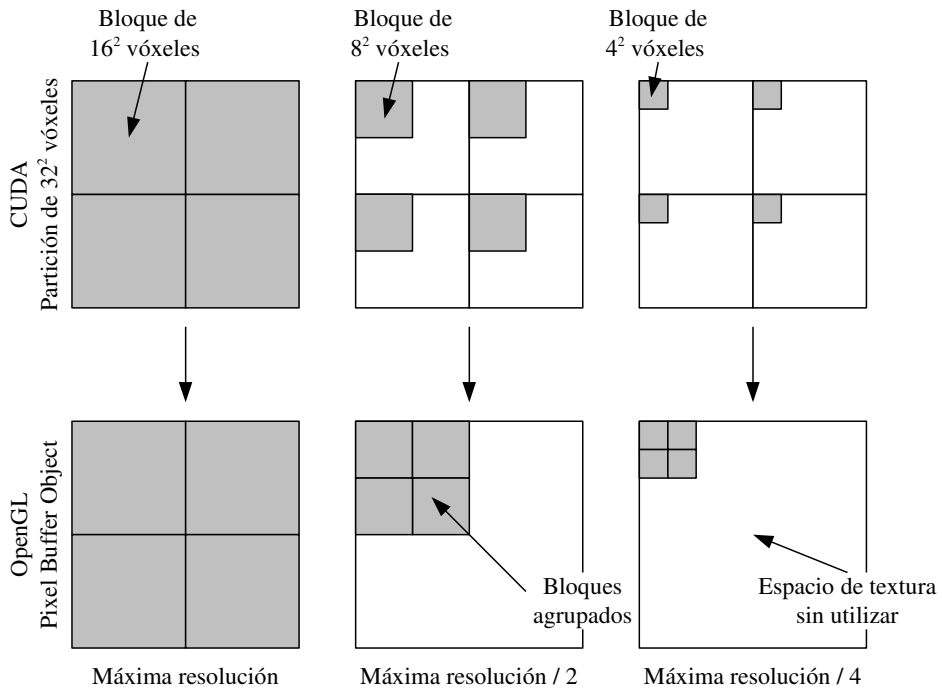 Bloque de
16² vóxeles
Bloque de
8² vóxeles
Bloque de
4² vóxeles
CUDA
Partición de 32² vóxeles
OpenGL
Pixel Buffer Object
Bloques
agrupados
Espacio de textura
sin utilizar
Máxima resolución
Máxima resolución / 2
Máxima resolución / 4